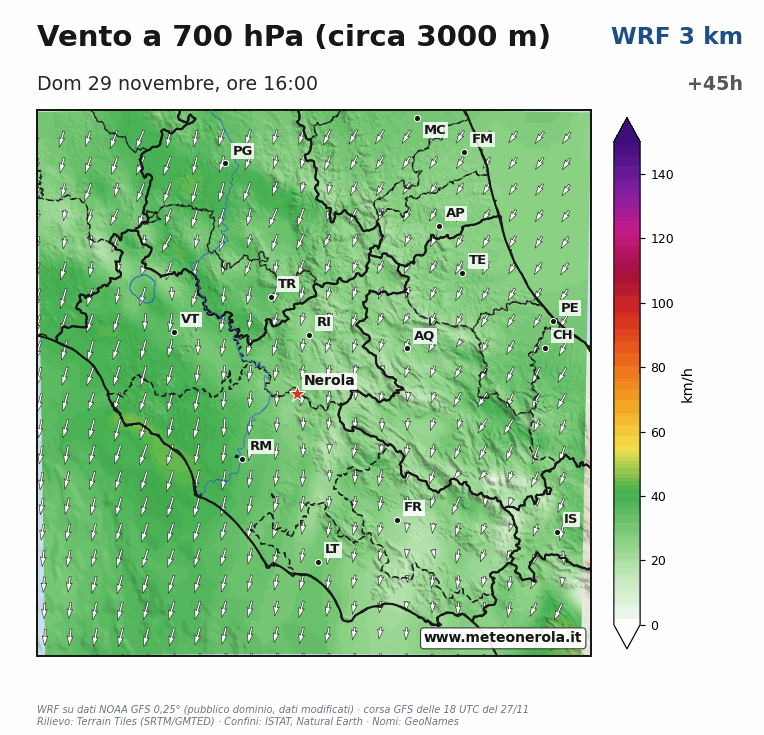 Vento a 700 hPa (circa 3000 m)
WRF 3 km
Dom 29 novembre, ore 16:00
+45h
MC
FM
PG
AP
TE
TR
PE
VT
RI
AQ
CH
Nerola
RM
FR
IS
LT
www.meteonerola.it
140
120
100
80
60
40
20
0
km/h
WRF su dati NOAA GFS 0,25° (pubblico dominio, dati modificati) · corsa GFS delle 18 UTC del 27/11
Rilievo: Terrain Tiles (SRTM/GMTED) · Confini: ISTAT, Natural Earth · Nomi: GeoNames